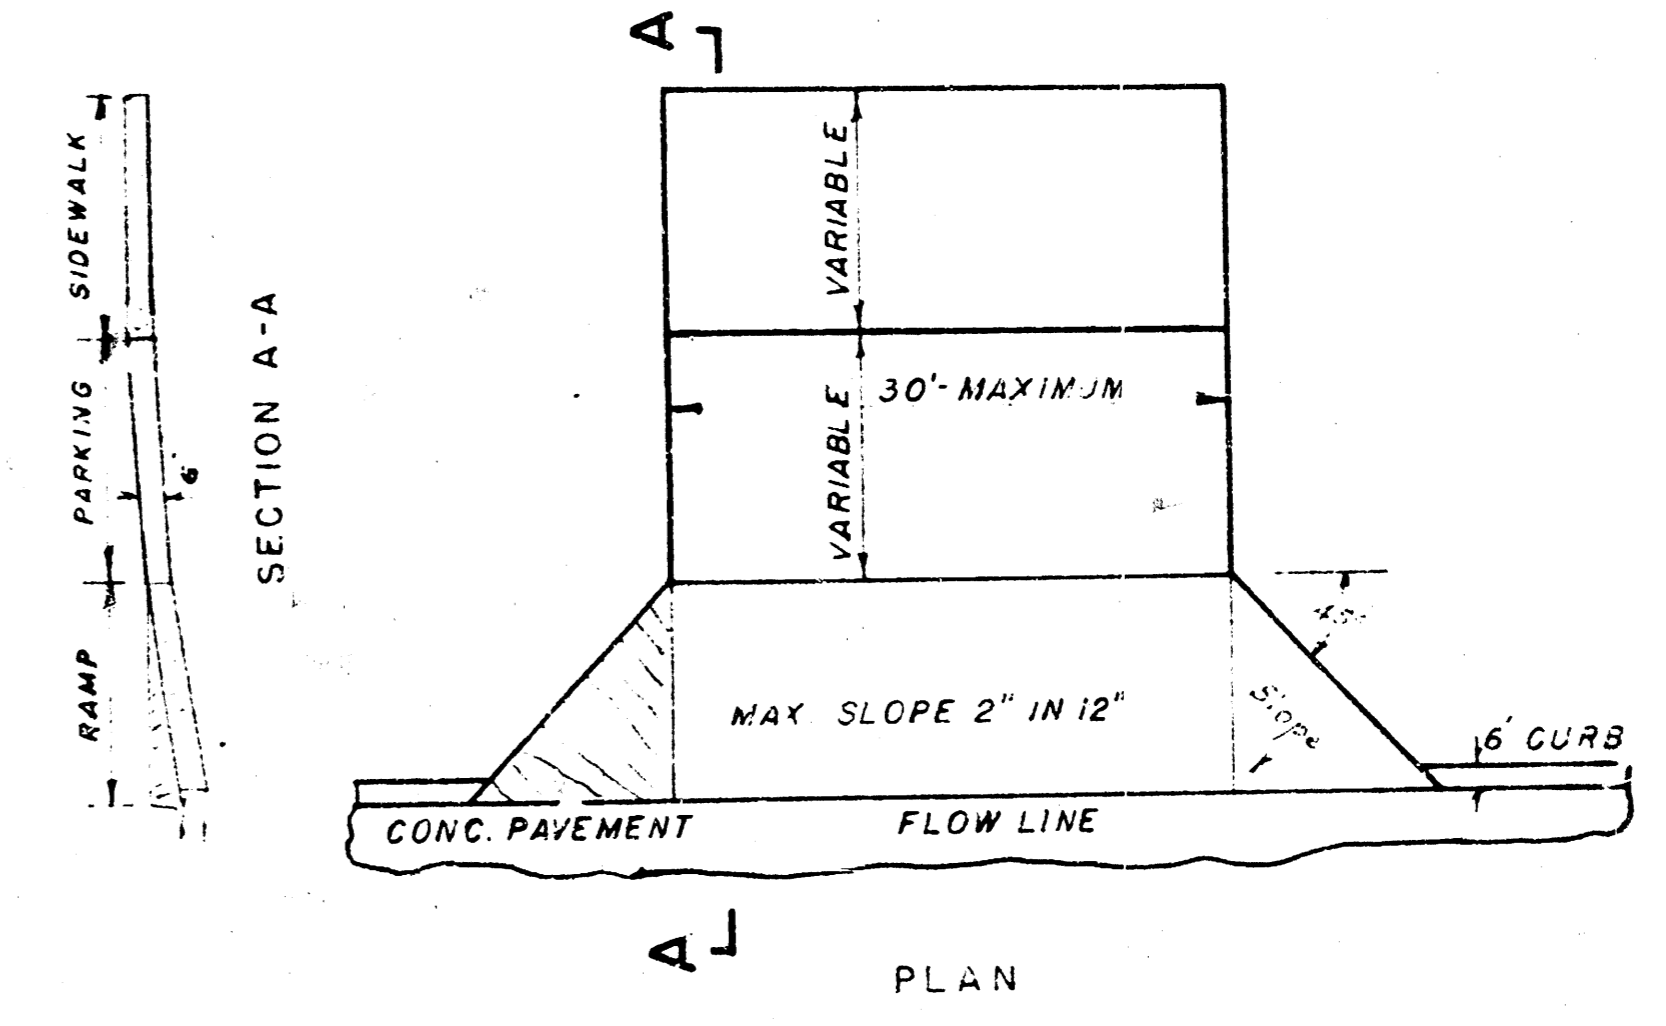 A
SIDEWALK
PARKING
RAMP
6"
SECTION A-A
VARIABLE
VARIABLE
30'- MAXIMUM
MAX. SLOPE 2" IN 12"
45°
Slope
6" CURB
CONC. PAVEMENT
FLOW LINE
A
PLAN